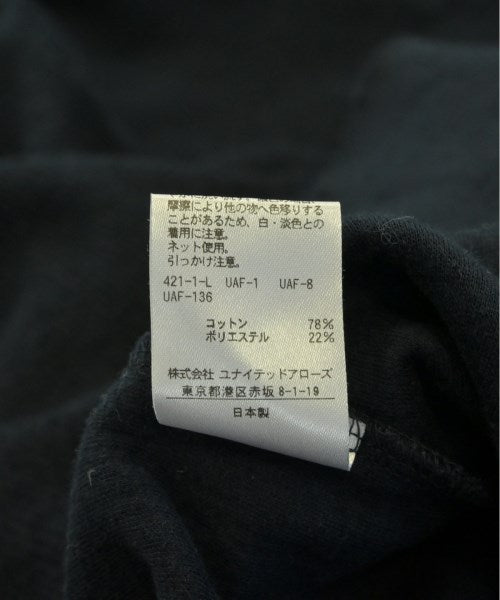 摩擦により他の物へ色移りする
ことがあるため、白・淡色との
着用に注意。
ネット使用。
引っかけ注意。
421-1-L UAF-1 UAF-8
UAF-136
コットン 78%
ポリエステル 22%
株式会社 ユナイテッドアローズ
東京都港区赤坂 8-1-19
日本製